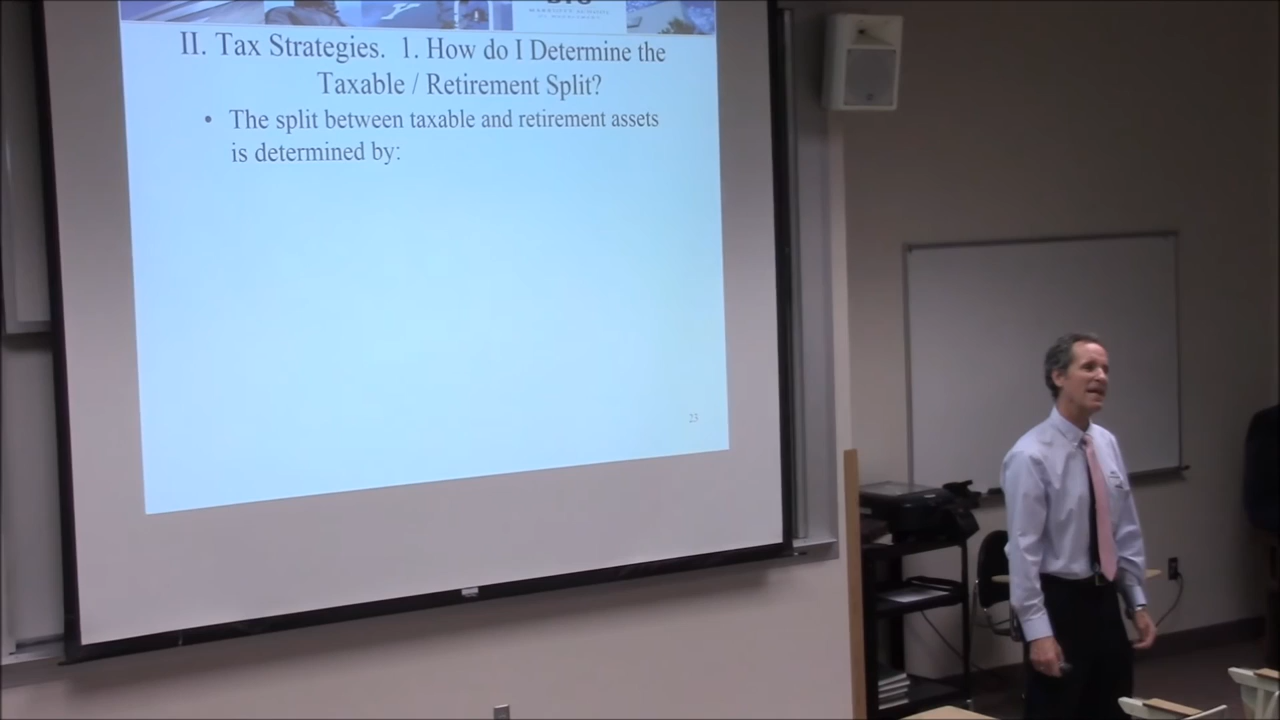 II. Tax Strategies. 1. How do I Determine the
Taxable / Retirement Split?
• The split between taxable and retirement assets
is determined by:
23